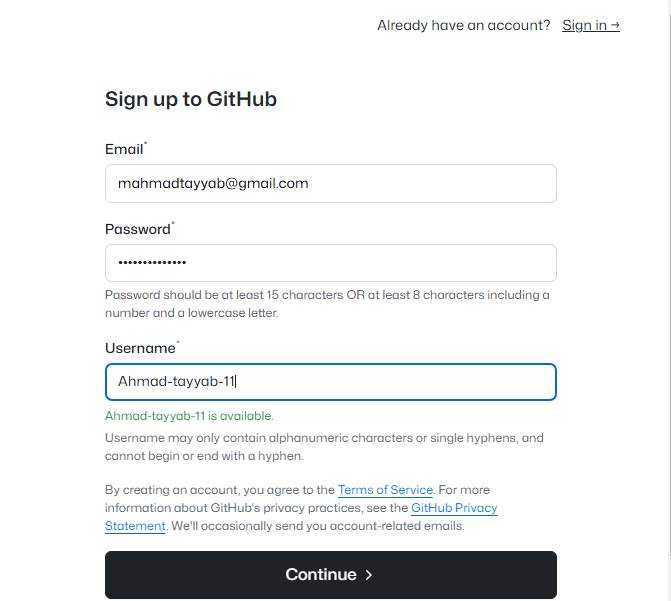 Already have an account? Sign in →
Sign up to GitHub
Email*
mahmadtayyab@gmail.com
Password*
••••••••••••••
Password should be at least 15 characters OR at least 8 characters including a
number and a lowercase letter.
Username*
Ahmad-tayyab-11
Ahmad-tayyab-11 is available.
Username may only contain alphanumeric characters or single hyphens, and
cannot begin or end with a hyphen.
By creating an account, you agree to the Terms of Service. For more
information about GitHub's privacy practices, see the GitHub Privacy
Statement. We'll occasionally send you account-related emails.
Continue >